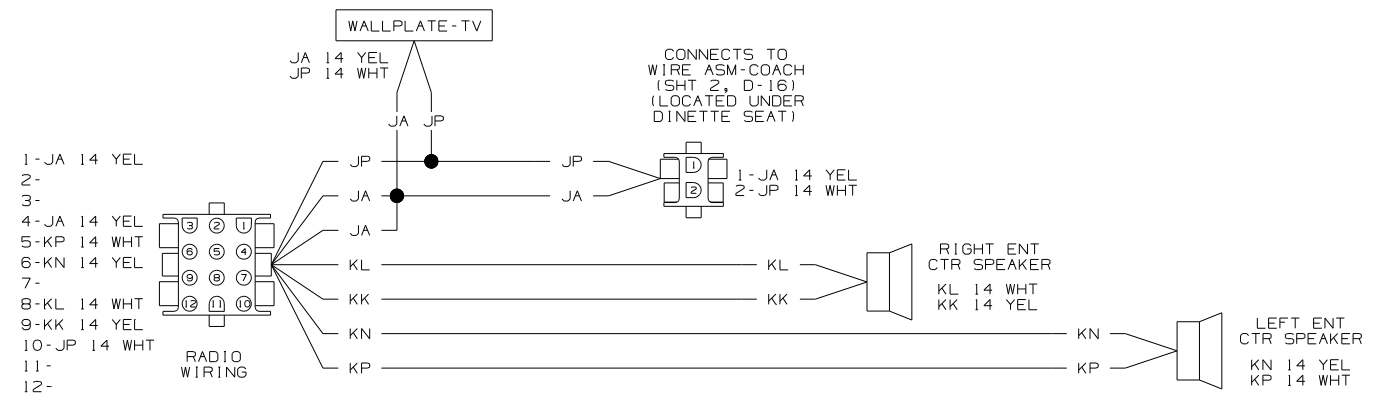 WALLPLATE-TV
JA 14 YEL
JP 14 WHT
JA JP
CONNECTS TO
WIRE ASM-COACH
(SHT 2, D-16)
(LOCATED UNDER
DINETTE SEAT)
1-JA 14 YEL
2-
3-
4-JA 14 YEL
5-KP 14 WHT
6-KN 14 YEL
7-
8-KL 14 WHT
9-KK 14 YEL
10-JP 14 WHT
11-
12-
3 2 1
6 5 4
9 8 7
12 11 10
RADIO
WIRING
JP JP
JA JA
JA
KL KL
KK KK
KN KN
KP KP
1
2
1-JA 14 YEL
2-JP 14 WHT
RIGHT ENT
CTR SPEAKER
KL 14 WHT
KK 14 YEL
LEFT ENT
CTR SPEAKER
KN 14 YEL
KP 14 WHT